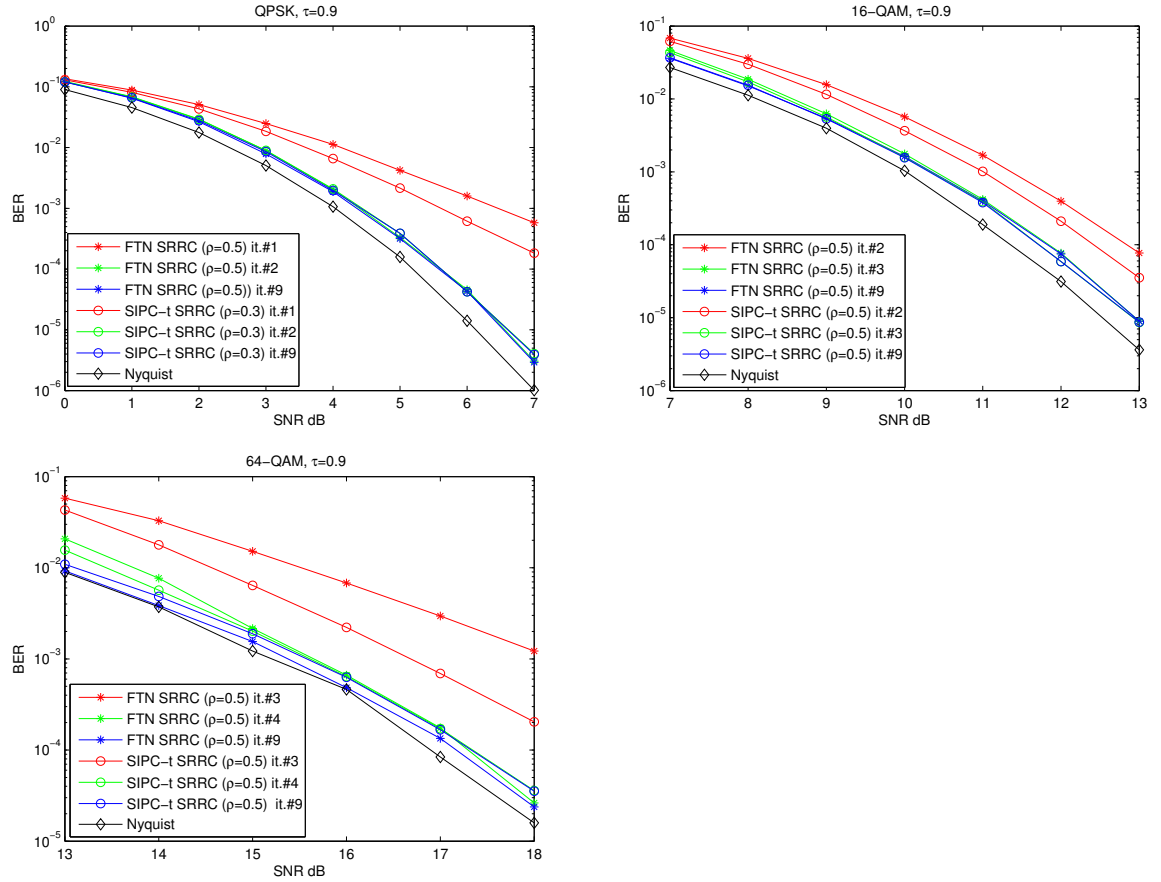 QPSK, τ=0.9
10^0
10^-1
10^-2
10^-3
10^-4
10^-5
10^-6
BER
FTN SRRC (ρ=0.5) it.#1
FTN SRRC (ρ=0.5) it.#2
FTN SRRC (ρ=0.5)) it.#9
SIPC−t SRRC (ρ=0.3) it.#1
SIPC−t SRRC (ρ=0.3) it.#2
SIPC−t SRRC (ρ=0.3) it.#9
Nyquist
0 1 2 3 4 5 6 7
SNR dB
16−QAM, τ=0.9
10^-1
10^-2
10^-3
10^-4
10^-5
10^-6
BER
FTN SRRC (ρ=0.5) it.#2
FTN SRRC (ρ=0.5) it.#3
FTN SRRC (ρ=0.5) it.#9
SIPC−t SRRC (ρ=0.5) it.#2
SIPC−t SRRC (ρ=0.5) it.#3
SIPC−t SRRC (ρ=0.5) it.#9
Nyquist
7 8 9 10 11 12 13
SNR dB
64−QAM, τ=0.9
10^-1
10^-2
10^-3
10^-4
10^-5
BER
FTN SRRC (ρ=0.5) it.#3
FTN SRRC (ρ=0.5) it.#4
FTN SRRC (ρ=0.5) it.#9
SIPC−t SRRC (ρ=0.5) it.#3
SIPC−t SRRC (ρ=0.5) it.#4
SIPC−t SRRC (ρ=0.5) it.#9
Nyquist
13 14 15 16 17 18
SNR dB